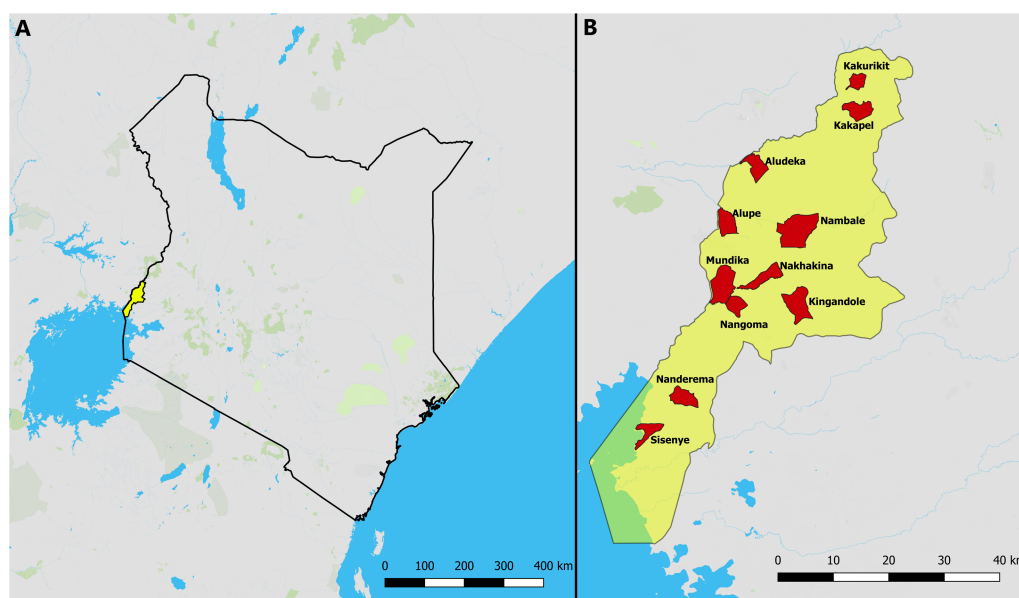 A
B
Kakurikit
Kakapel
Aludeka
Alupe
Nambale
Mundika
Nakhakina
Kingandole
Nangoma
Nanderema
Sisenye
0 100 200 300 400 km
0 10 20 30 40 km